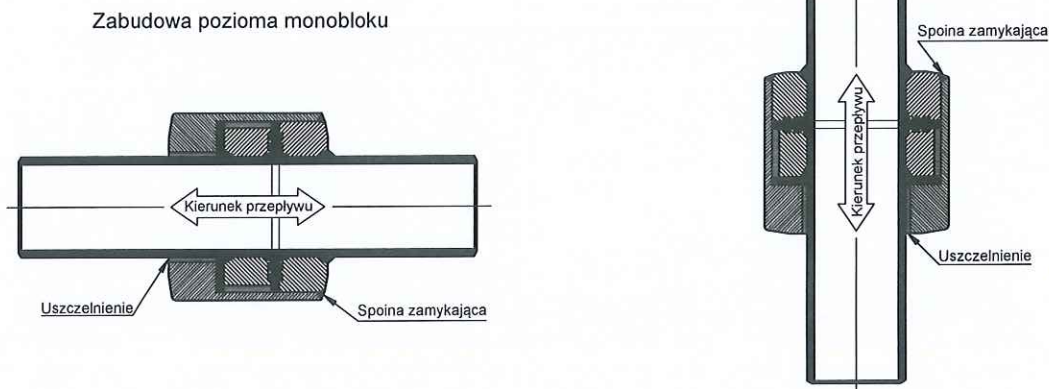 Zabudowa pozioma monobloku
Kierunek przepływu
Uszczelnienie
Spoina zamykająca
Spoina zamykająca
Kierunek przepływu
Uszczelnienie